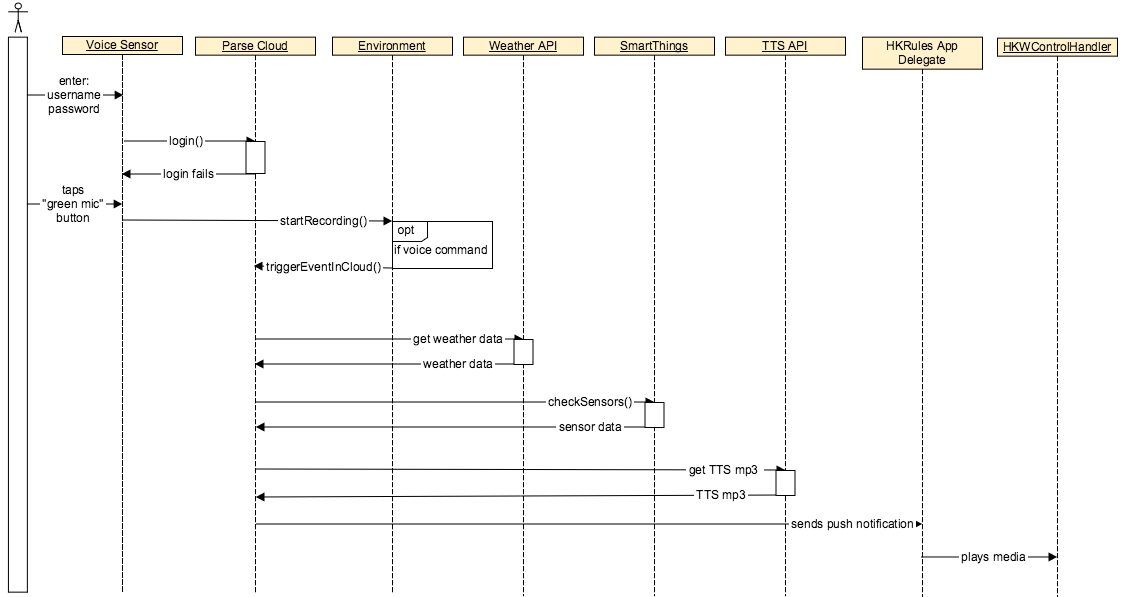 Voice Sensor
Parse Cloud
Environment
Weather API
SmartThings
TTS API
HKRules App
Delegate
HKWControlHandler
enter:
username
password
login()
login fails
taps
"green mic"
button
startRecording()
opt
if voice command
triggerEventInCloud()
get weather data
weather data
checkSensors()
sensor data
get TTS mp3
TTS mp3
sends push notification
plays media